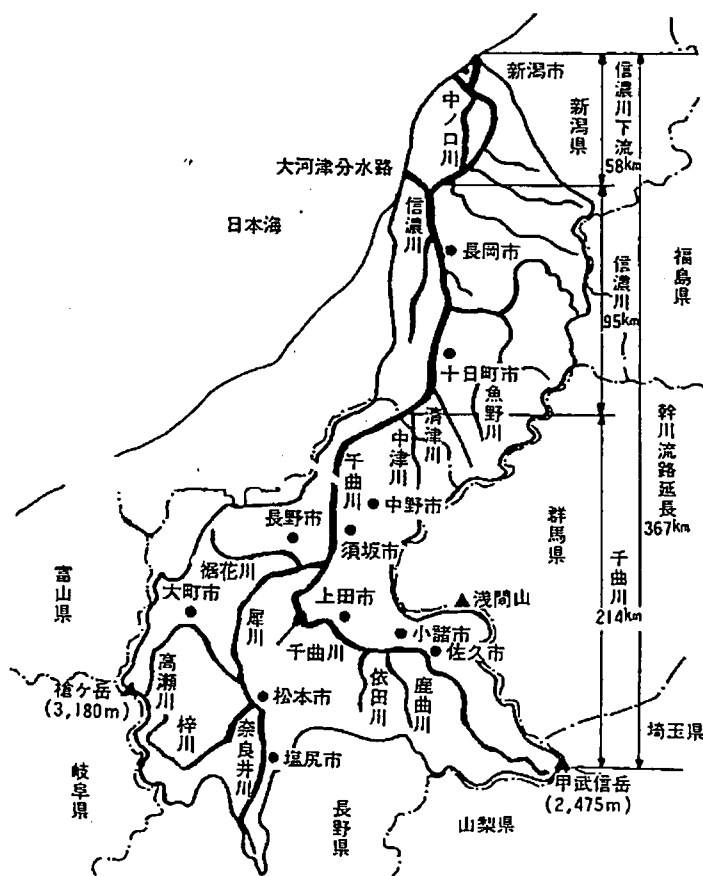 新潟市
中ノ口川
新潟県
信濃川下流
58km
大河津分水路
日本海
信濃川
長岡市
福島県
信濃川
95km
十日町市
魚野川
清津川
中津川
千曲川
幹川流路延長
367km
中野市
長野市
須坂市
群馬県
裾花川
富山県
大町市
犀川
上田市
浅間山
千曲川
214km
小諸市
佐久市
千曲川
高瀬川
依田川
鹿曲川
槍ヶ岳
(3,180m)
梓川
松本市
奈良井川
埼玉県
塩尻市
岐阜県
甲武信岳
(2,475m)
長野県
山梨県